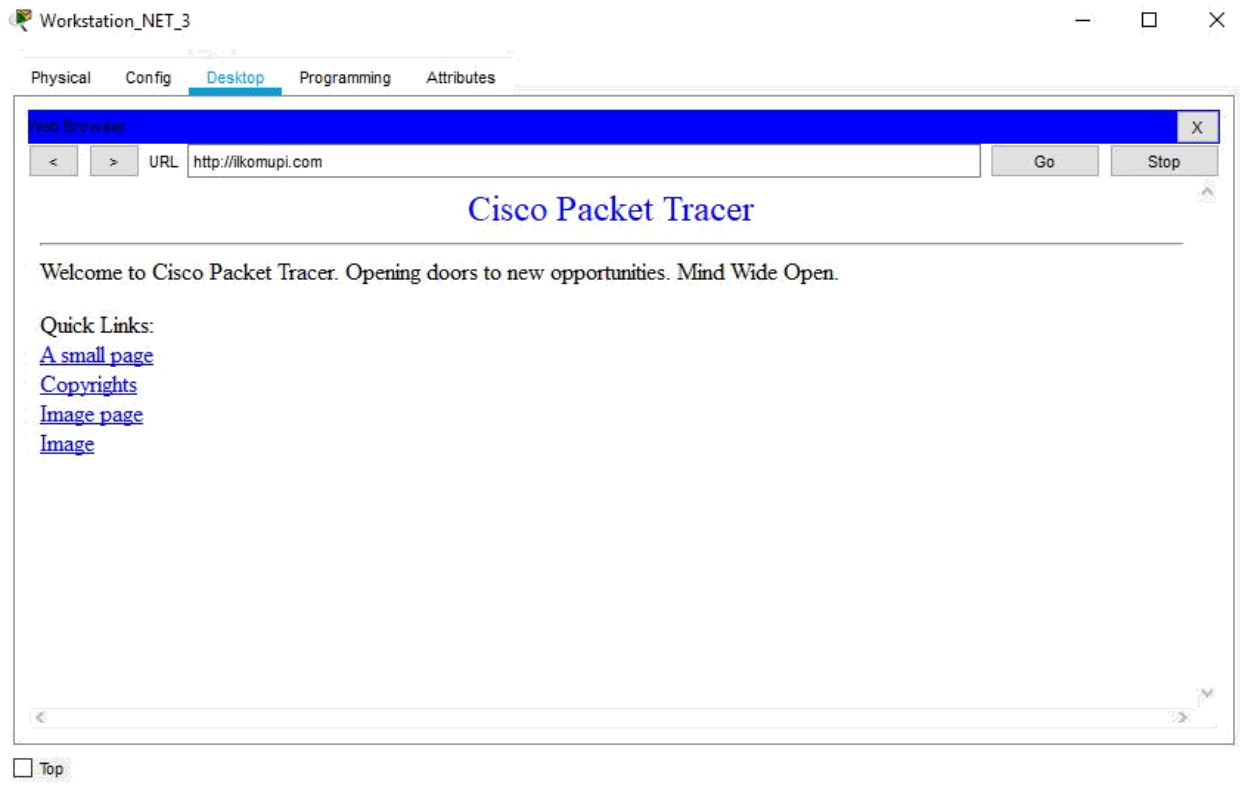 Workstation_NET_3
Physical Config Desktop Programming Attributes
Web Browser
X
< > URL http://ilkomupi.com Go Stop
Cisco Packet Tracer
Welcome to Cisco Packet Tracer. Opening doors to new opportunities. Mind Wide Open.
Quick Links:
A small page
Copyrights
Image page
Image
Top